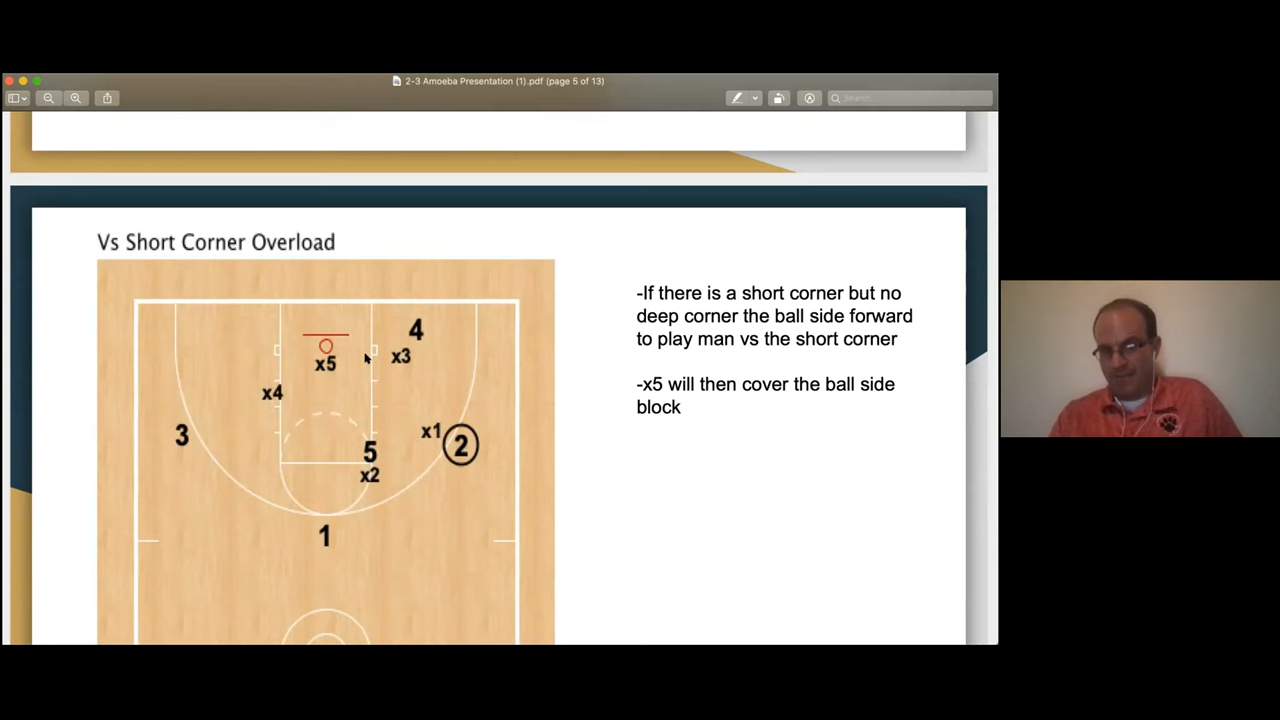 2-3 Amoeba Presentation (1).pdf (page 5 of 13)
Search
Vs Short Corner Overload
-If there is a short corner but no
deep corner the ball side forward
to play man vs the short corner
-x5 will then cover the ball side
block
4
x5
x3
x4
3
x1
2
5
x2
1